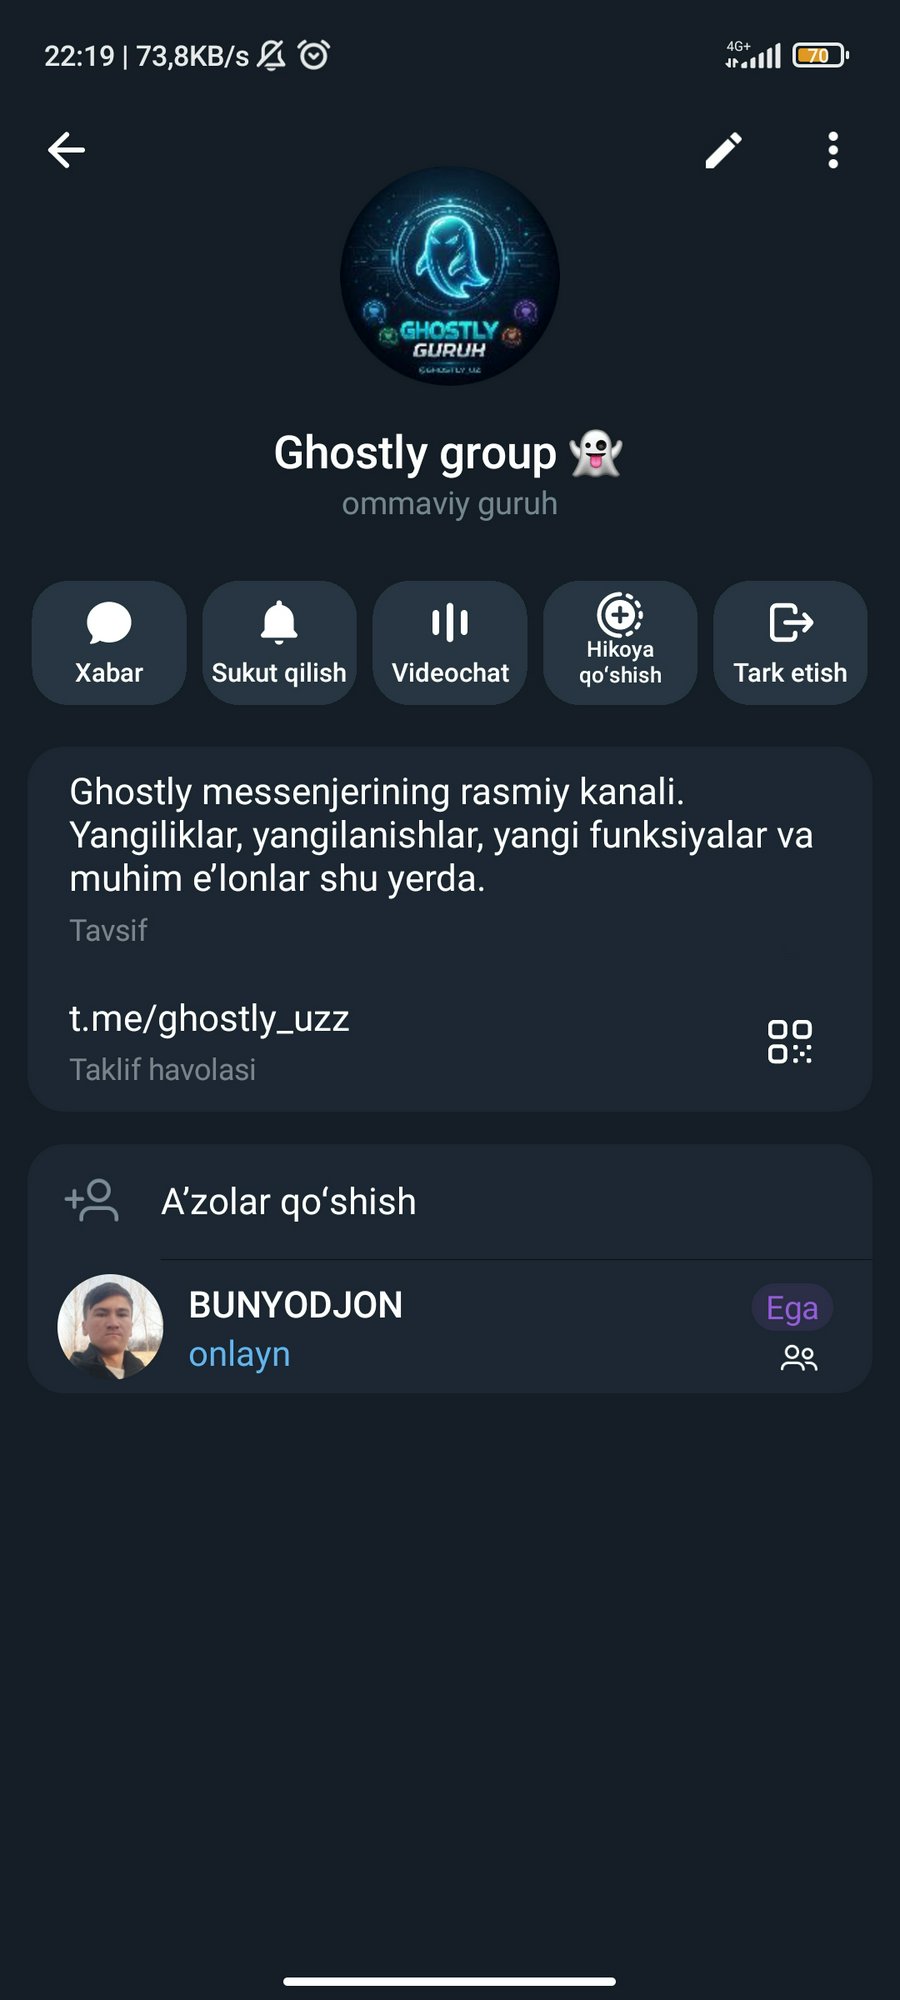 22:19 | 73,8KB/s
4G+
70
GHOSTLY
GURUH
@GHOSTLY_UZ
Ghostly group
ommaviy guruh
Xabar
Sukut qilish
Videochat
Hikoya
qo‘shish
Tark etish
Ghostly messenjerining rasmiy kanali.
Yangiliklar, yangilanishlar, yangi funksiyalar va
muhim e’lonlar shu yerda.
Tavsif
t.me/ghostly_uzz
Taklif havolasi
A’zolar qo‘shish
BUNYODJON
Ega
onlayn